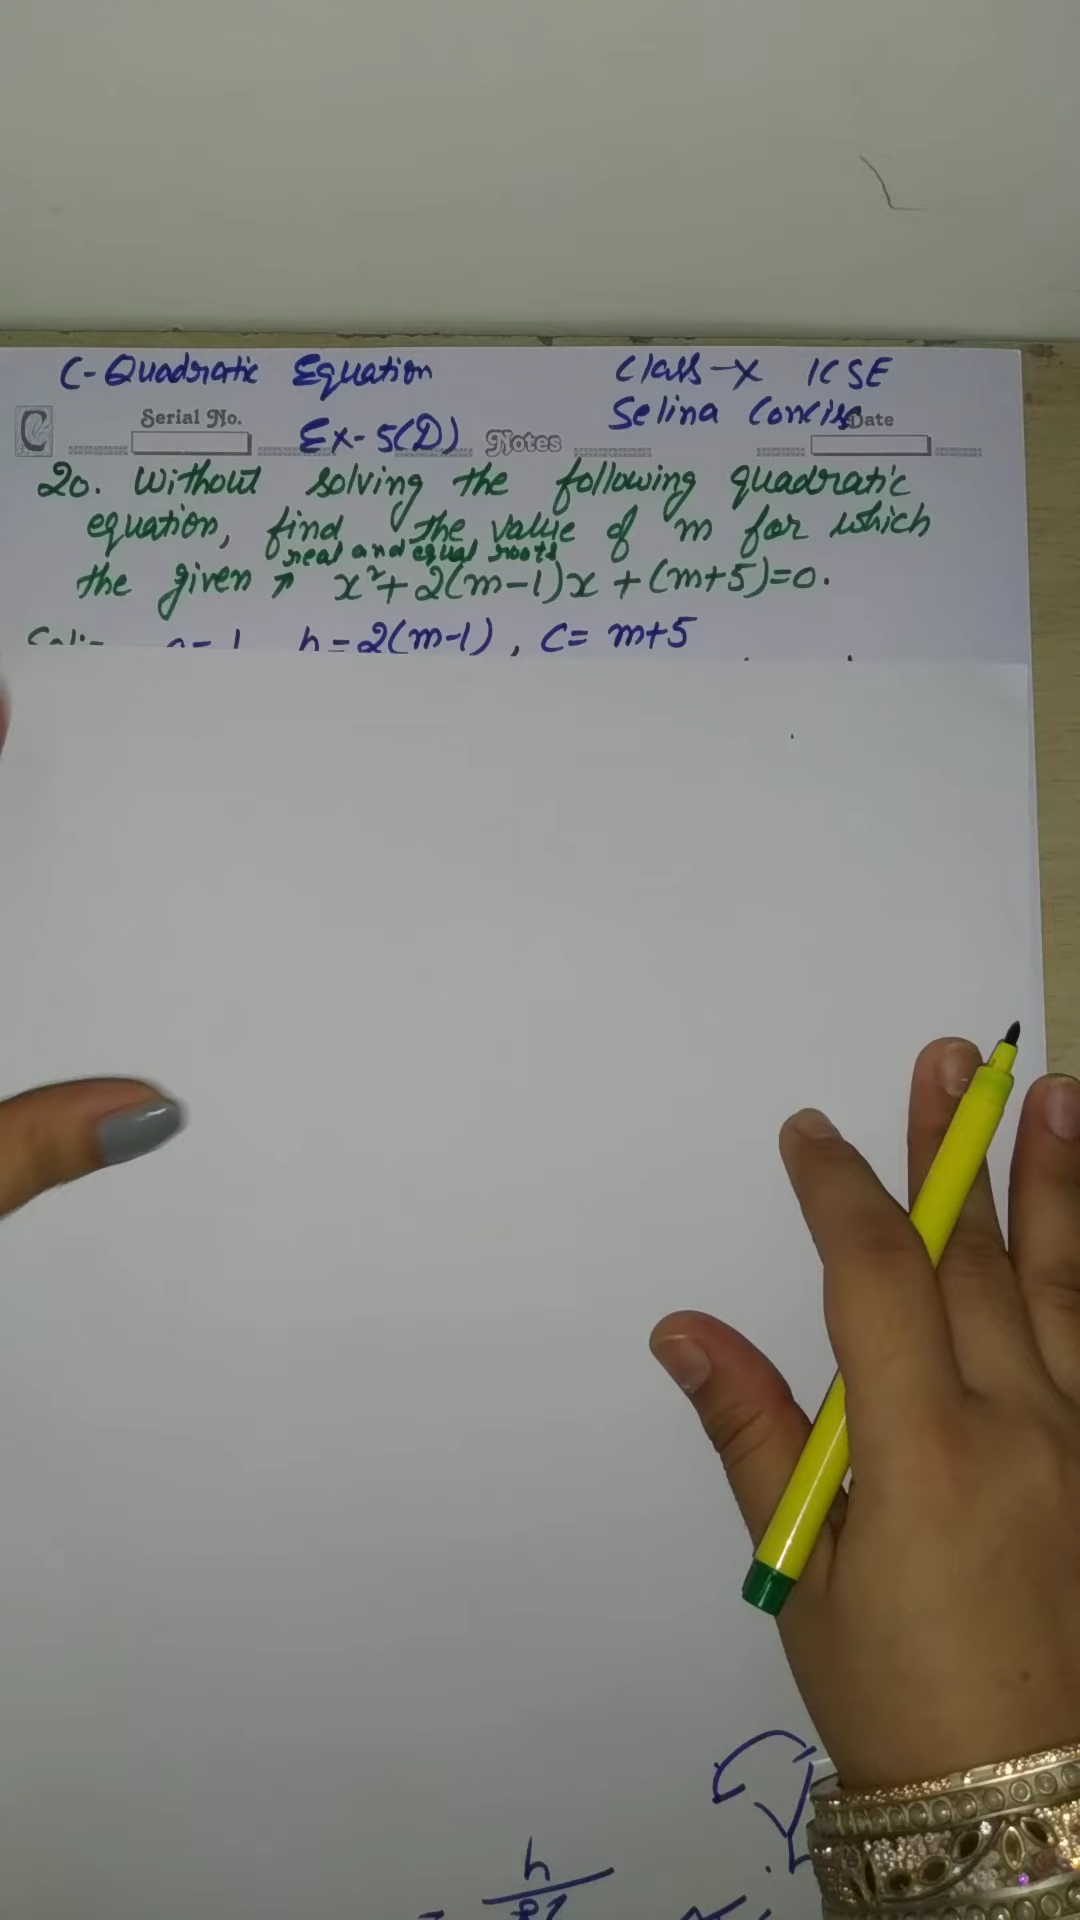 C-Quadratic Equation Class-X ICSE
Serial No. Ex-5(D) Notes Selina Concise Date
20. Without solving the following quadratic
equation, find the value of m for which
real and equal roots
the given ↗ x²+2(m-1)x+(m+5)=0.
a=1 b=2(m-1), c= m+5